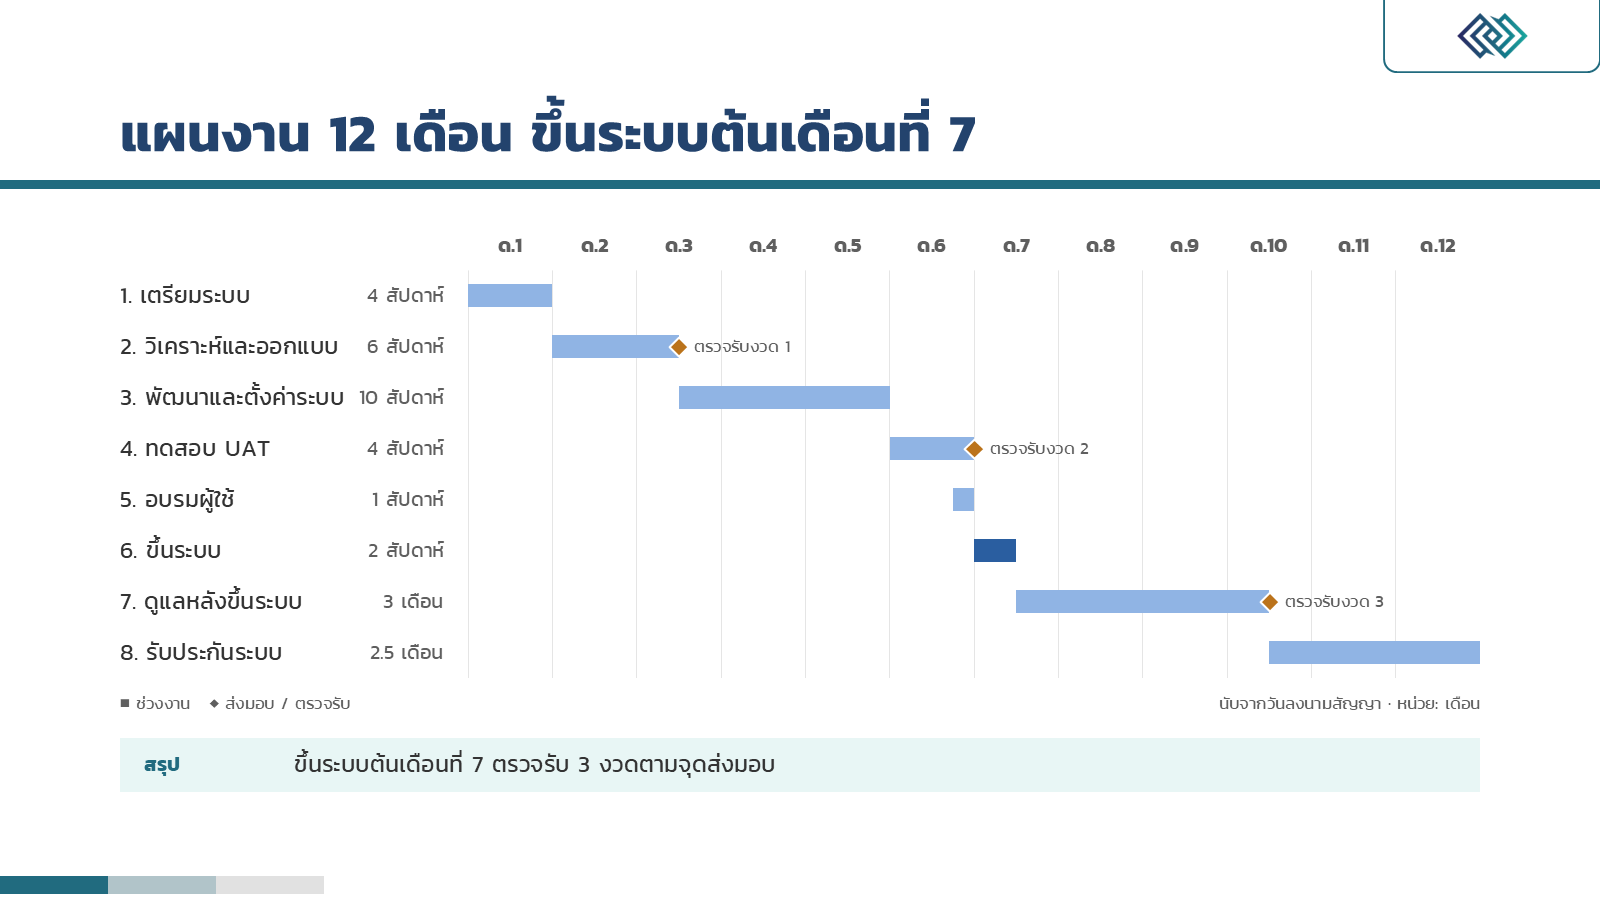 แผนงาน 12 เดือน ขึ้นระบบต้นเดือนที่ 7
ด.1 ด.2 ด.3 ด.4 ด.5 ด.6 ด.7 ด.8 ด.9 ด.10 ด.11 ด.12
1. เตรียมระบบ 4 สัปดาห์
2. วิเคราะห์และออกแบบ 6 สัปดาห์ ตรวจรับงวด 1
3. พัฒนาและตั้งค่าระบบ 10 สัปดาห์
4. ทดสอบ UAT 4 สัปดาห์ ตรวจรับงวด 2
5. อบรมผู้ใช้ 1 สัปดาห์
6. ขึ้นระบบ 2 สัปดาห์
7. ดูแลหลังขึ้นระบบ 3 เดือน ตรวจรับงวด 3
8. รับประกันระบบ 2.5 เดือน
■ ช่วงงาน ◆ ส่งมอบ / ตรวจรับ นับจากวันลงนามสัญญา · หน่วย: เดือน
สรุป ขึ้นระบบต้นเดือนที่ 7 ตรวจรับ 3 งวดตามจุดส่งมอบ